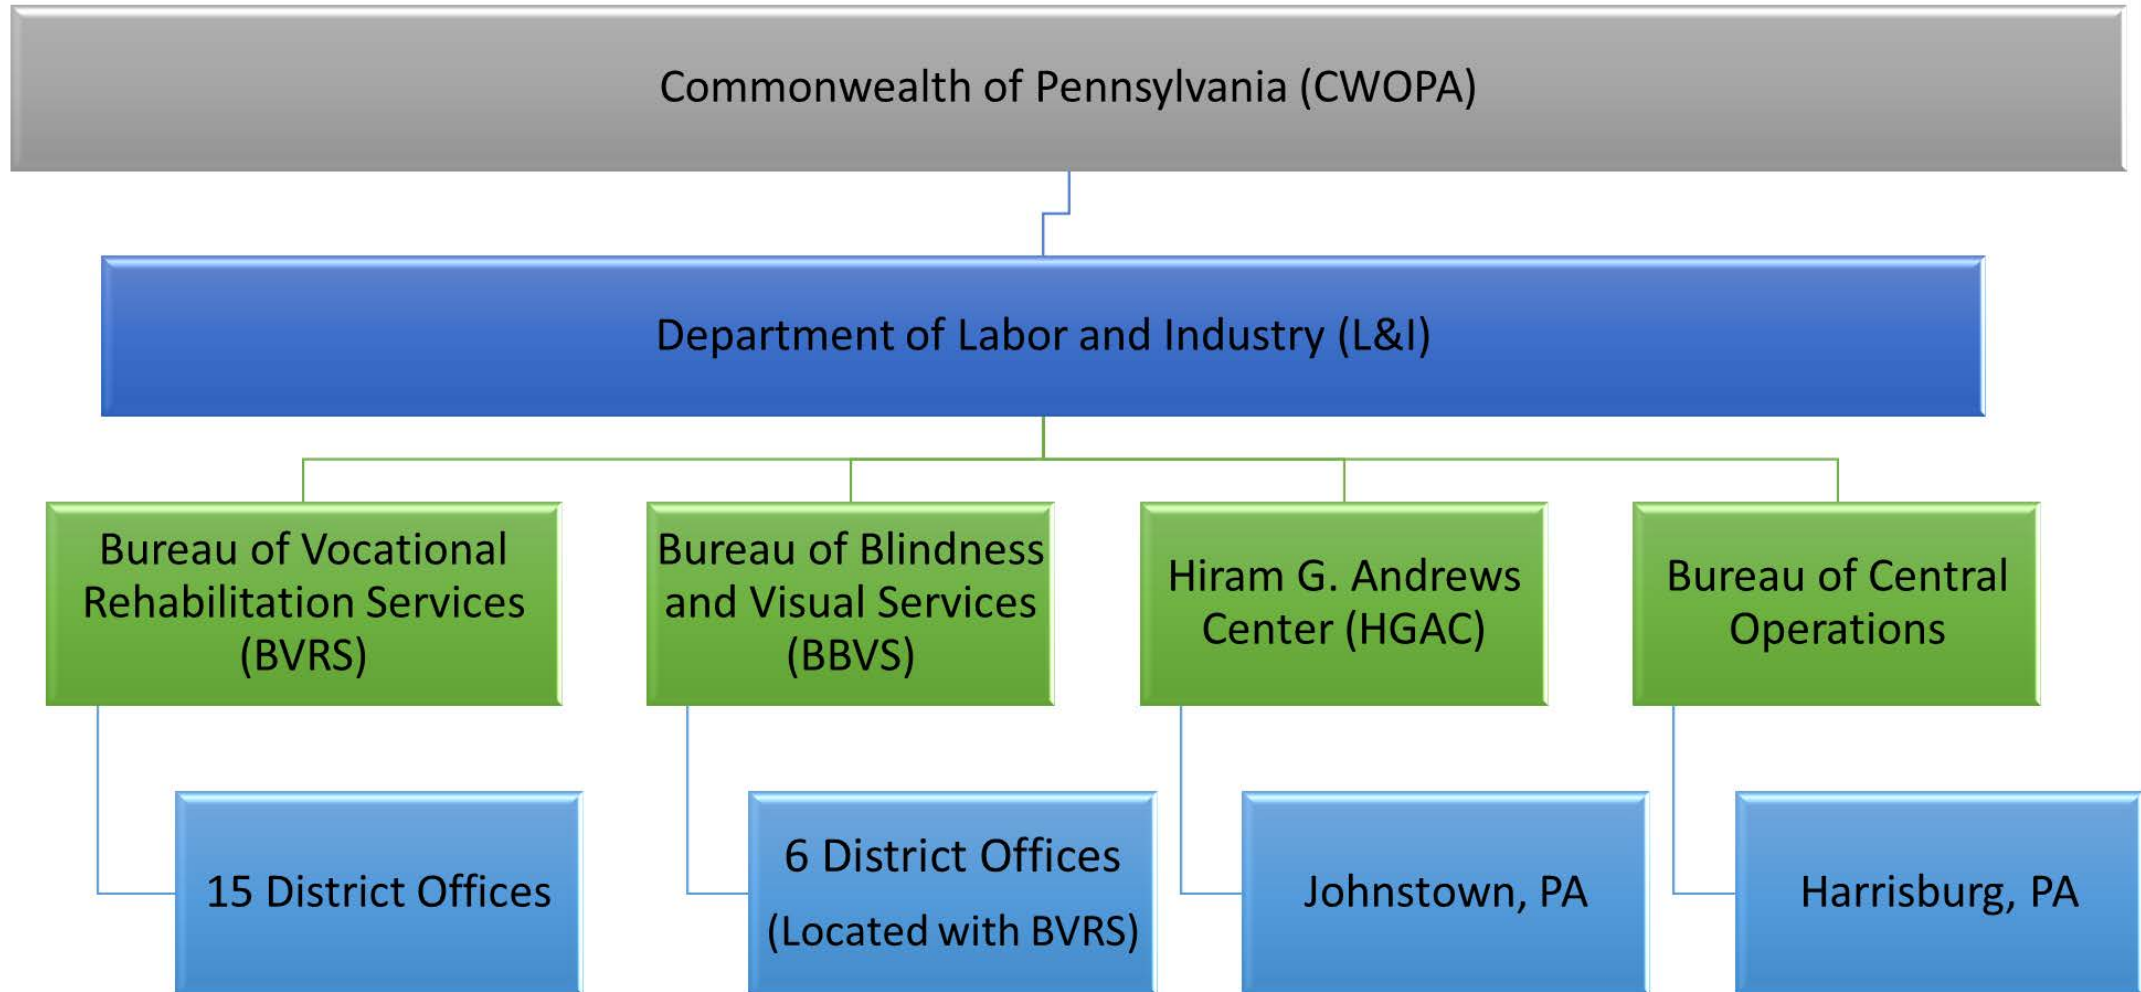 Commonwealth of Pennsylvania (CWOPA)
Department of Labor and Industry (L&I)
Bureau of Vocational
Rehabilitation Services
(BVRS)
Bureau of Blindness
and Visual Services
(BBVS)
Hiram G. Andrews
Center (HGAC)
Bureau of Central
Operations
15 District Offices
6 District Offices
(Located with BVRS)
Johnstown, PA
Harrisburg, PA